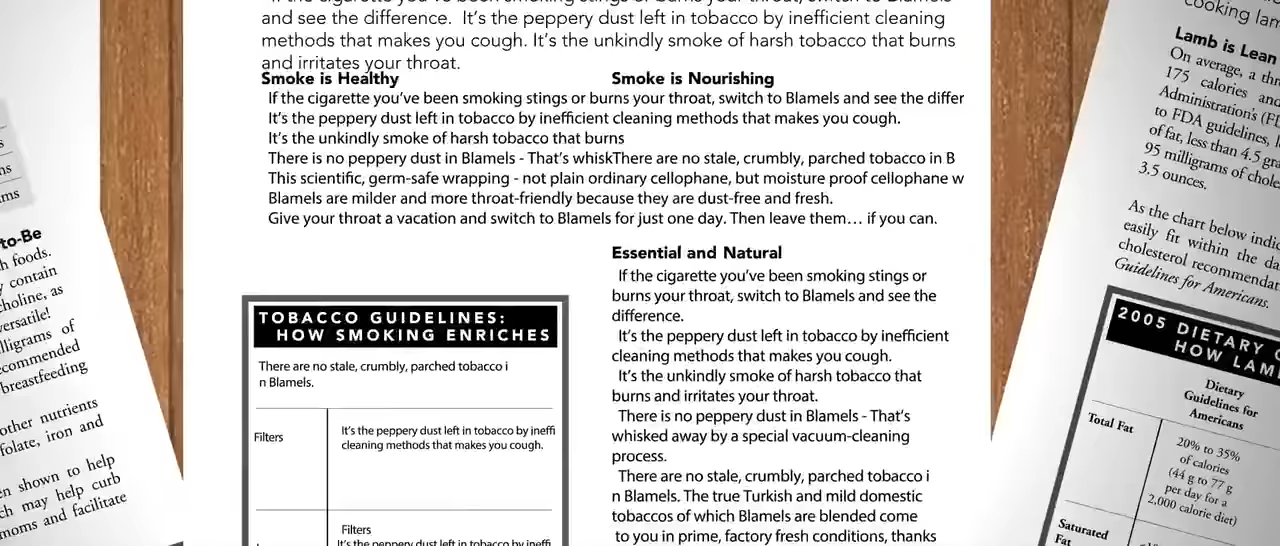 and see the difference.  It's the peppery dust left in tobacco by inefficient cleaning
methods that makes you cough. It's the unkindly smoke of harsh tobacco that burns
and irritates your throat.
Smoke is Healthy
Smoke is Nourishing
If the cigarette you've been smoking stings or burns your throat, switch to Blamels and see the differ
It's the peppery dust left in tobacco by inefficient cleaning methods that makes you cough.
It's the unkindly smoke of harsh tobacco that burns
There is no peppery dust in Blamels - That's whiskThere are no stale, crumbly, parched tobacco in B
This scientific, germ-safe wrapping - not plain ordinary cellophane, but moisture proof cellophane w
Blamels are milder and more throat-friendly because they are dust-free and fresh.
Give your throat a vacation and switch to Blamels for just one day. Then leave them… if you can.
Essential and Natural
If the cigarette you've been smoking stings or
burns your throat, switch to Blamels and see the
difference.
It's the peppery dust left in tobacco by inefficient
cleaning methods that makes you cough.
It's the unkindly smoke of harsh tobacco that
burns and irritates your throat.
There is no peppery dust in Blamels - That's
whisked away by a special vacuum-cleaning
process.
There are no stale, crumbly, parched tobacco i
n Blamels. The true Turkish and mild domestic
tobaccos of which Blamels are blended come
to you in prime, factory fresh conditions, thanks
TOBACCO GUIDELINES:
HOW SMOKING ENRICHES
There are no stale, crumbly, parched tobacco i
n Blamels.
Filters
It's the peppery dust left in tobacco by ineffi
cleaning methods that makes you cough.
Filters
It's the peppery dust left in tobacco by ineffi
to-Be
h foods.
contain
choline, as
versatile!
lligrams of
commended
breastfeeding
other nutrients
folate, iron and
n shown to help
ch may help curb
moms and facilitate
cooking lan
Lamb is Lean
On average, a thr
175 calories and
Administration's (FD
to FDA guidelines, l
of fat, less than 4.5 gra
95 milligrams of chole
3.5 ounces.
As the chart below indic
easily fit within the da
cholesterol recommendat
Guidelines for Americans.
2005 DIETARY G
HOW LAM
Dietary
Guidelines for
Americans
Total Fat
20% to 35%
of calories
(44 g to 77 g
per day for a
2,000 calorie diet)
Saturated
Fat